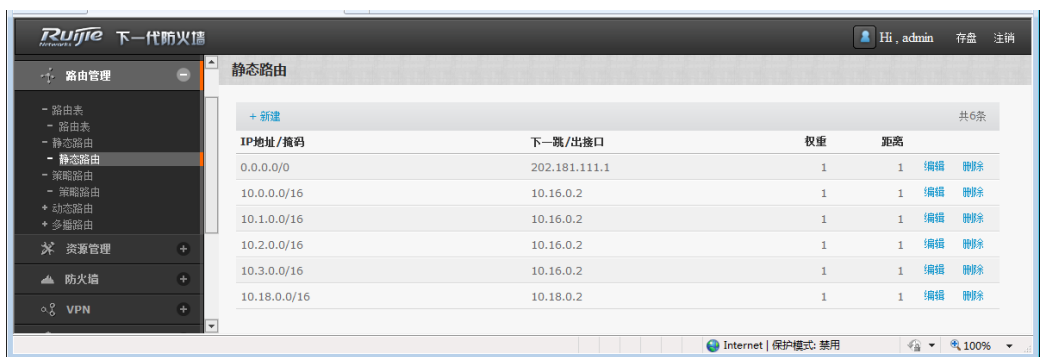 Ruijie Networks 下一代防火墙
Hi , admin 存盘 注销
路由管理
静态路由
- 路由表
- 路由表
- 静态路由
- 静态路由
- 策略路由
- 策略路由
+ 动态路由
+ 多播路由
资源管理
防火墙
VPN
+ 新建 共6条
IP地址/掩码 下一跳/出接口 权重 距离
0.0.0.0/0 202.181.111.1 1 1 编辑 删除
10.0.0.0/16 10.16.0.2 1 1 编辑 删除
10.1.0.0/16 10.16.0.2 1 1 编辑 删除
10.2.0.0/16 10.16.0.2 1 1 编辑 删除
10.3.0.0/16 10.16.0.2 1 1 编辑 删除
10.18.0.0/16 10.18.0.2 1 1 编辑 删除
Internet | 保护模式: 禁用 100%